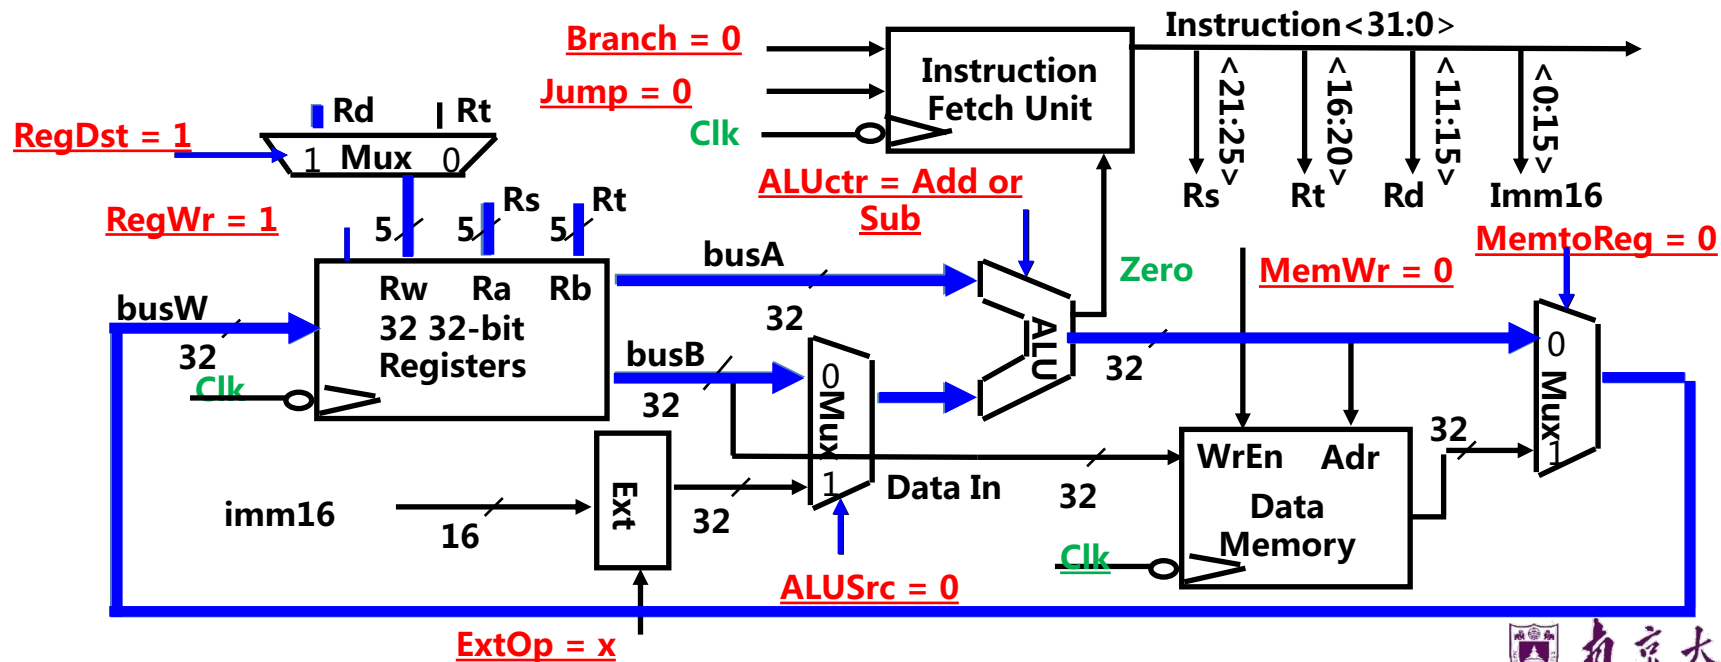 Instruction<31:0>
Branch = 0
Instruction
Fetch Unit
Jump = 0
Clk
<21:25>
<16:20>
<11:15>
<0:15>
Rs
Rt
Rd
Imm16
Rd
Rt
RegDst = 1
1
Mux
0
ALUctr = Add or
Sub
RegWr = 1
5
5
Rs
5
Rt
MemtoReg = 0
busA
32
Zero
MemWr = 0
busW
32
Rw
Ra
Rb
32 32-bit
Registers
Clk
busB
32
0
Mux
1
ALU
32
0
Mux
1
32
WrEn
Adr
Data
Memory
Clk
Data In
32
imm16
16
Ext
32
ALUSrc = 0
ExtOp = x
南京大